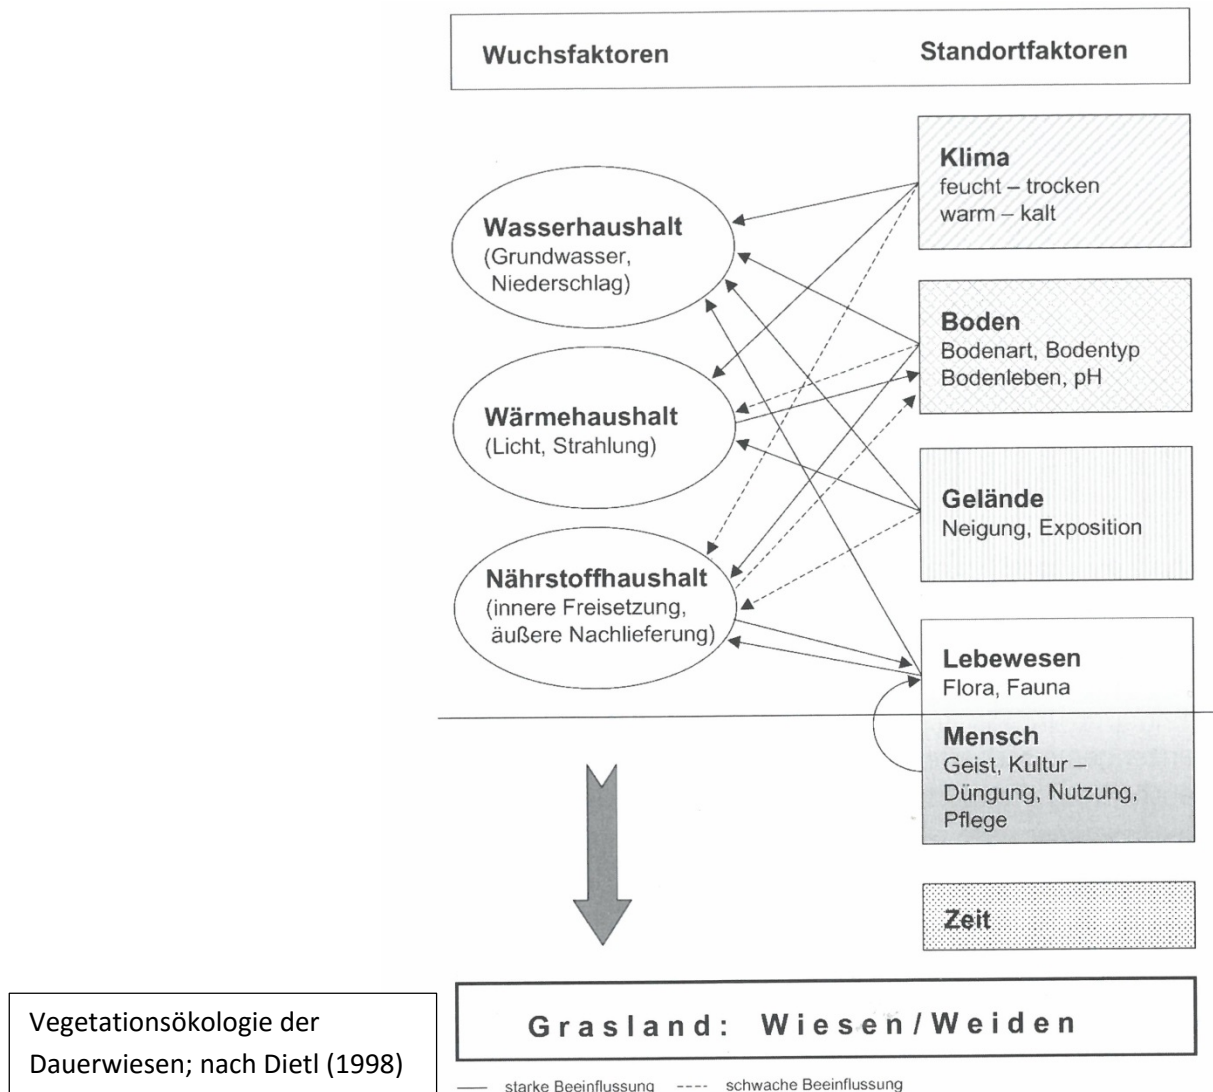 Wuchsfaktoren
Standortfaktoren
Wasserhaushalt
(Grundwasser,
Niederschlag)
Wärmehaushalt
(Licht, Strahlung)
Nährstoffhaushalt
(innere Freisetzung,
äußere Nachlieferung)
Klima
feucht – trocken
warm – kalt
Boden
Bodenart, Bodentyp
Bodenleben, pH
Gelände
Neigung, Exposition
Lebewesen
Flora, Fauna
Mensch
Geist, Kultur –
Düngung, Nutzung,
Pflege
Zeit
Grasland: Wiesen/Weiden
Vegetationsökologie der
Dauerwiesen; nach Dietl (1998)
starke Beeinflussung
schwache Beeinflussung